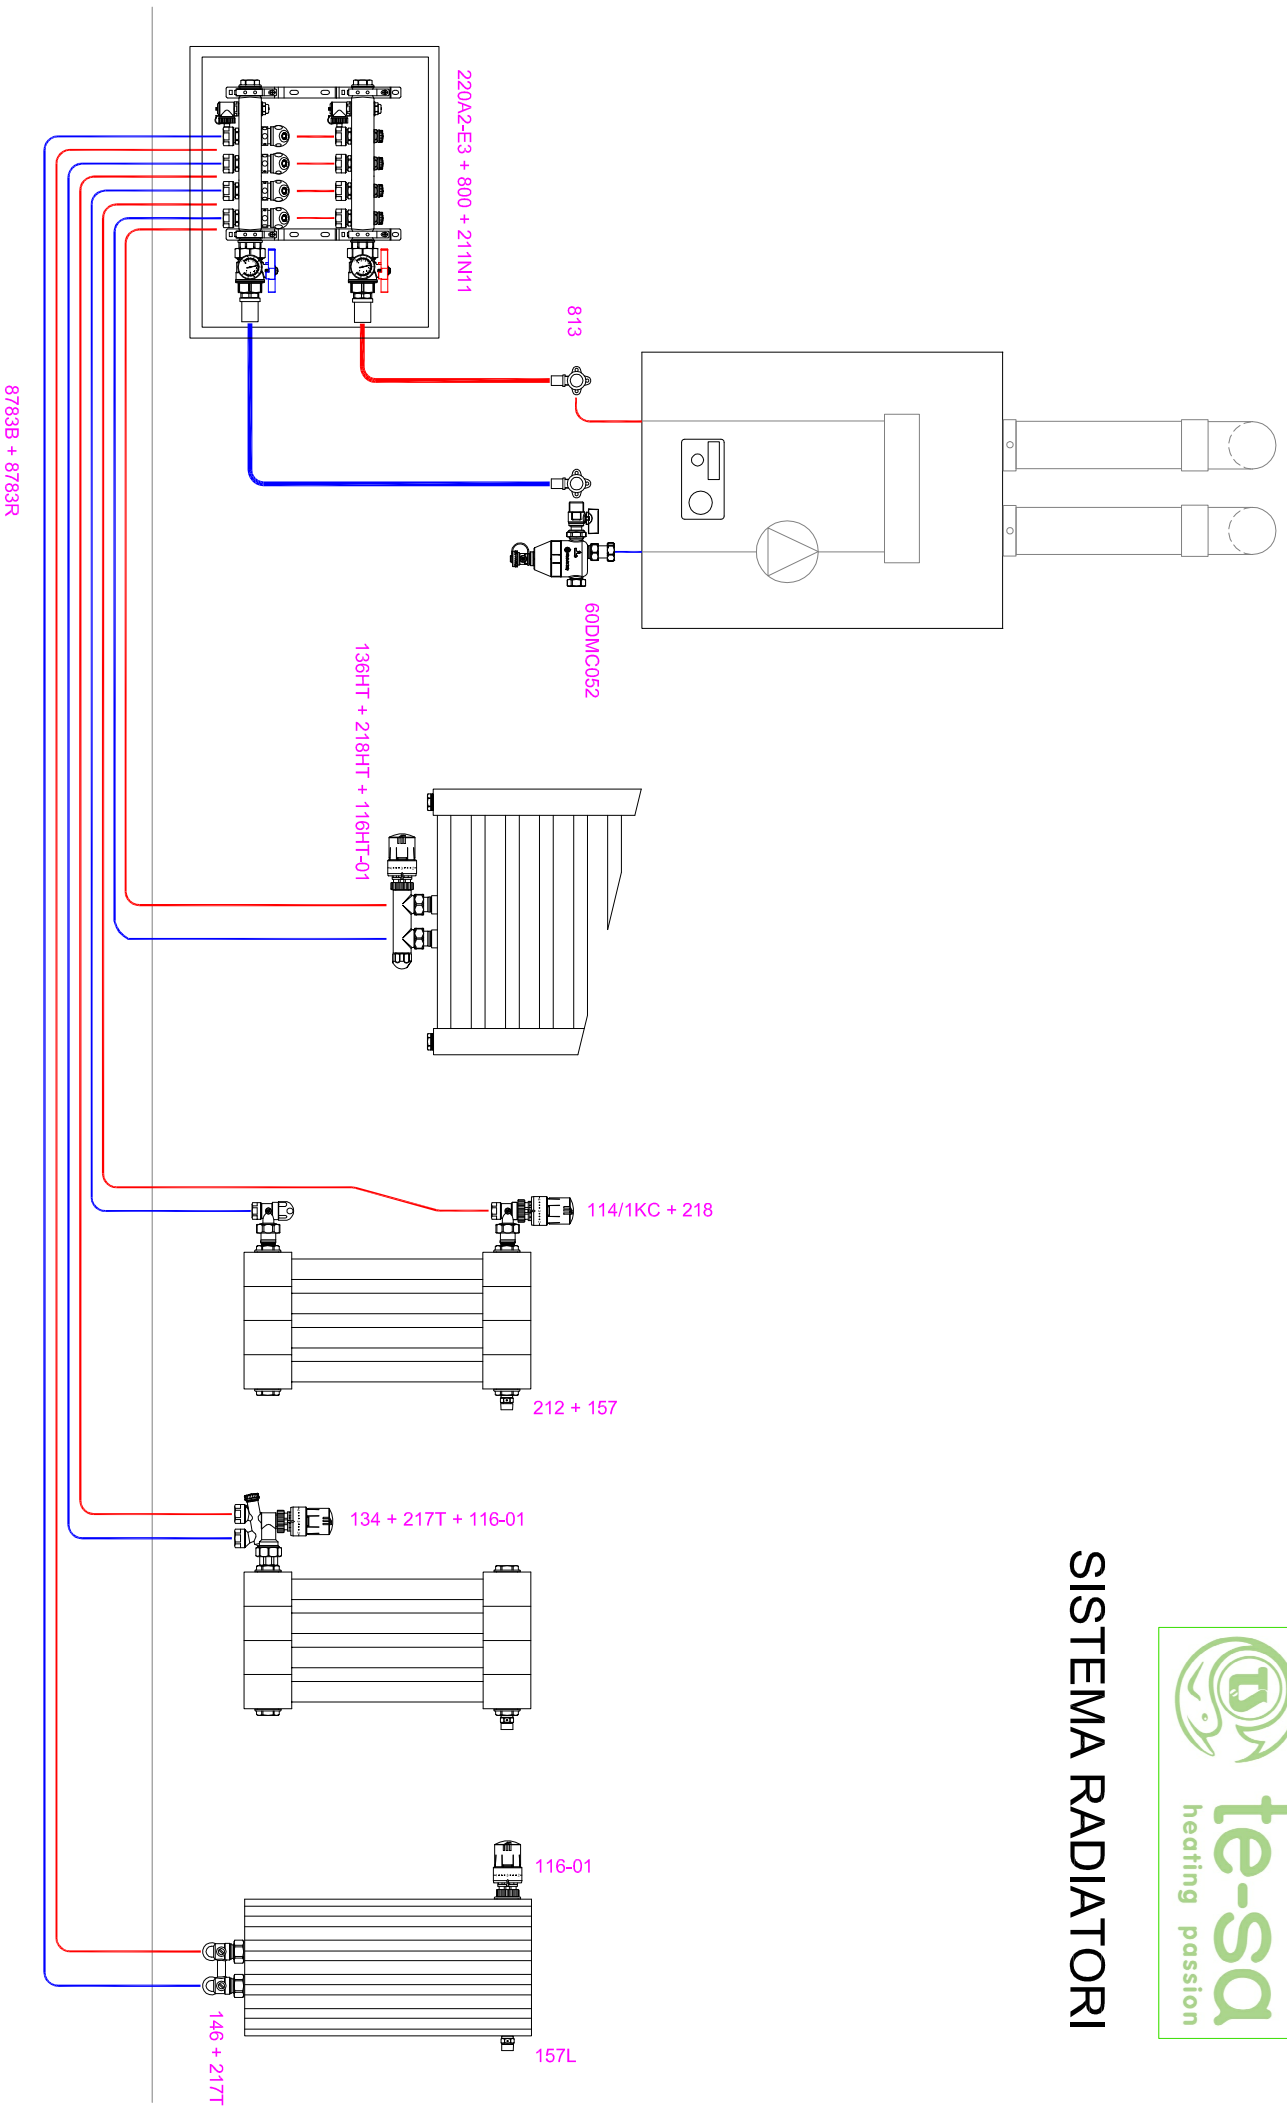 te-sa
heating passion
SISTEMA RADIATORI
220A2-E3 + 800 + 211N11
813
60DMC052
136HT + 218HT + 116HT-01
114/1KC + 218
212 + 157
134 + 217T + 116-01
116-01
157L
146 + 217T
8783B + 8783R